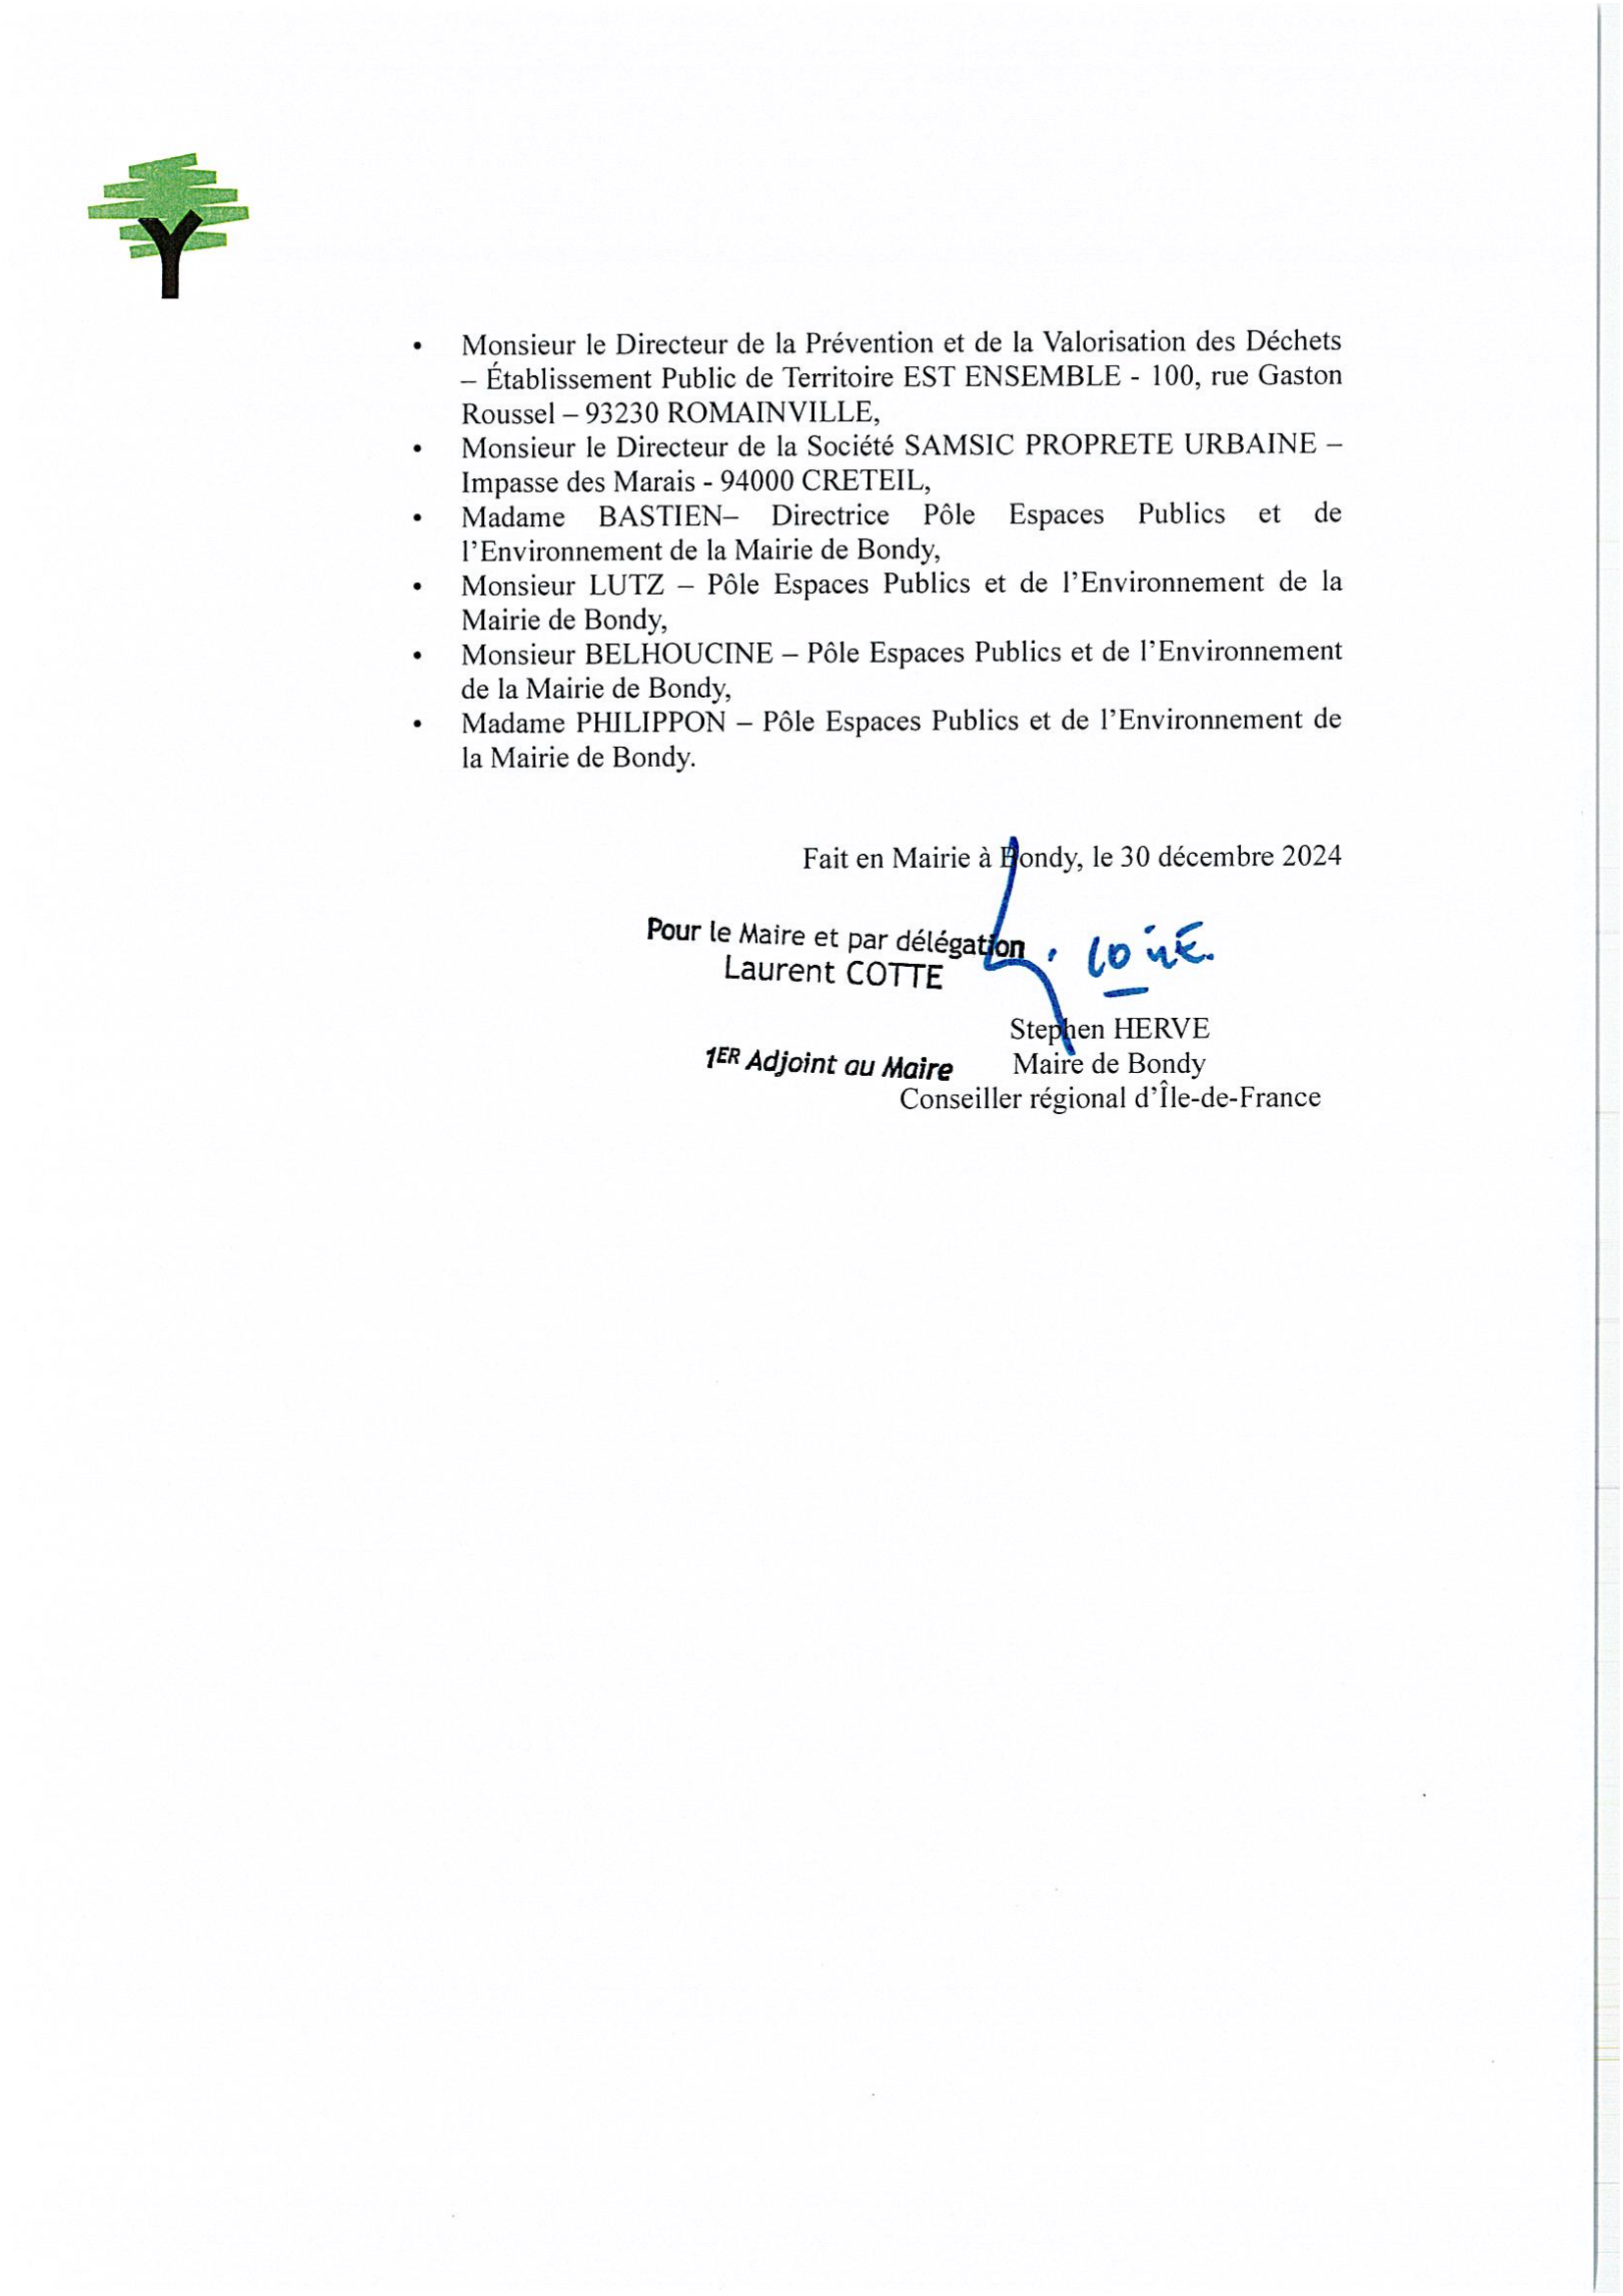 • Monsieur le Directeur de la Prévention et de la Valorisation des Déchets
– Établissement Public de Territoire EST ENSEMBLE - 100, rue Gaston
Roussel – 93230 ROMAINVILLE,
• Monsieur le Directeur de la Société SAMSIC PROPRETE URBAINE –
Impasse des Marais - 94000 CRETEIL,
• Madame BASTIEN– Directrice Pôle Espaces Publics et de
l’Environnement de la Mairie de Bondy,
• Monsieur LUTZ – Pôle Espaces Publics et de l’Environnement de la
Mairie de Bondy,
• Monsieur BELHOUCINE – Pôle Espaces Publics et de l’Environnement
de la Mairie de Bondy,
• Madame PHILIPPON – Pôle Espaces Publics et de l’Environnement de
la Mairie de Bondy.
Fait en Mairie à Bondy, le 30 décembre 2024
Pour le Maire et par délégation
Laurent COTTE
Stephen HERVE
1ER Adjoint au Maire
Maire de Bondy
Conseiller régional d’Île-de-France